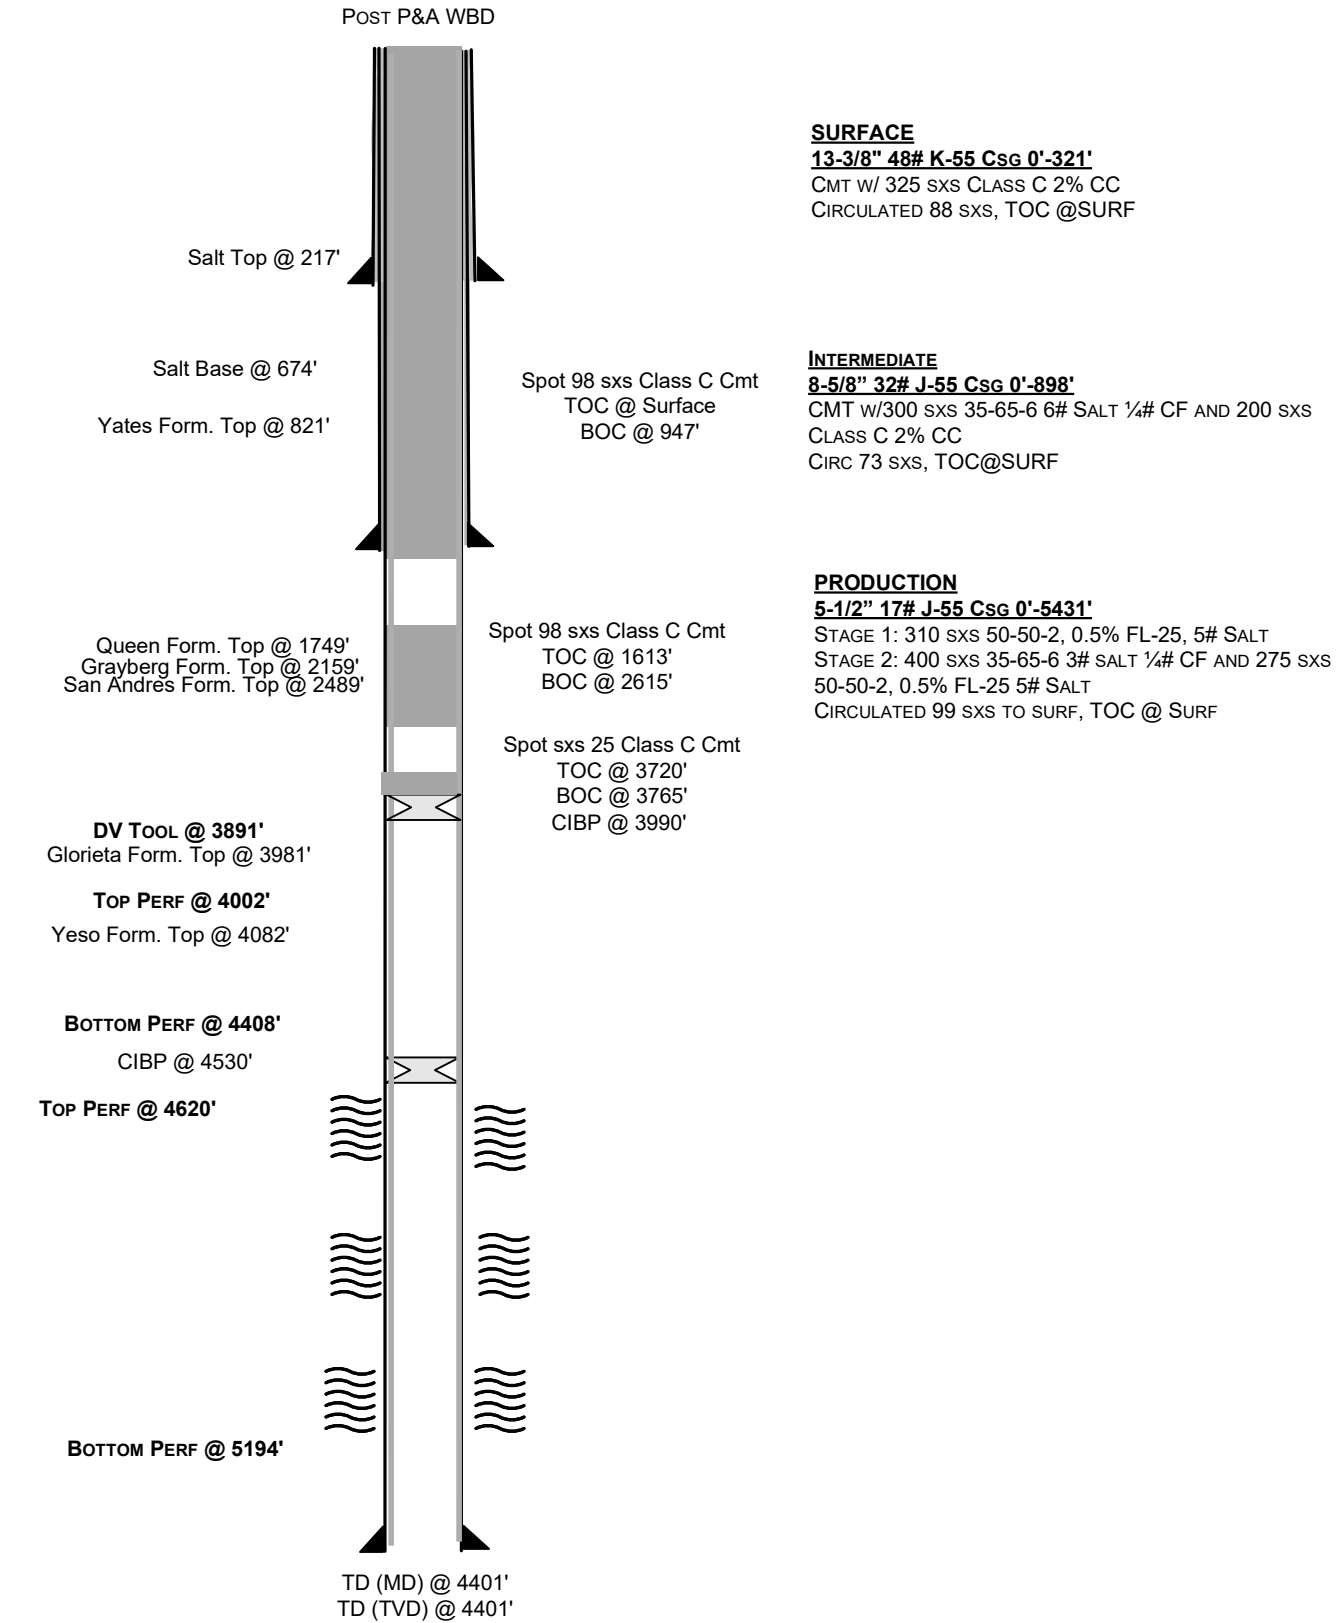 POST P&A WBD
SURFACE
13-3/8" 48# K-55 CSG 0'-321'
CMT W/ 325 SXS CLASS C 2% CC
CIRCULATED 88 SXS, TOC @SURF
Salt Top @ 217'
Salt Base @ 674'
Yates Form. Top @ 821'
Spot 98 sxs Class C Cmt
TOC @ Surface
BOC @ 947'
INTERMEDIATE
8-5/8” 32# J-55 CSG 0'-898'
CMT W/300 SXS 35-65-6 6# SALT ¼# CF AND 200 SXS
CLASS C 2% CC
CIRC 73 SXS, TOC@SURF
Queen Form. Top @ 1749'
Grayberg Form. Top @ 2159'
San Andres Form. Top @ 2489'
Spot 98 sxs Class C Cmt
TOC @ 1613'
BOC @ 2615'
PRODUCTION
5-1/2” 17# J-55 CSG 0'-5431'
STAGE 1: 310 SXS 50-50-2, 0.5% FL-25, 5# SALT
STAGE 2: 400 SXS 35-65-6 3# SALT ¼# CF AND 275 SXS
50-50-2, 0.5% FL-25 5# SALT
CIRCULATED 99 SXS TO SURF, TOC @ SURF
Spot sxs 25 Class C Cmt
TOC @ 3720'
BOC @ 3765'
CIBP @ 3990'
DV TOOL @ 3891'
Glorieta Form. Top @ 3981'
TOP PERF @ 4002'
Yeso Form. Top @ 4082'
BOTTOM PERF @ 4408'
CIBP @ 4530'
TOP PERF @ 4620'
BOTTOM PERF @ 5194'
TD (MD) @ 4401'
TD (TVD) @ 4401'